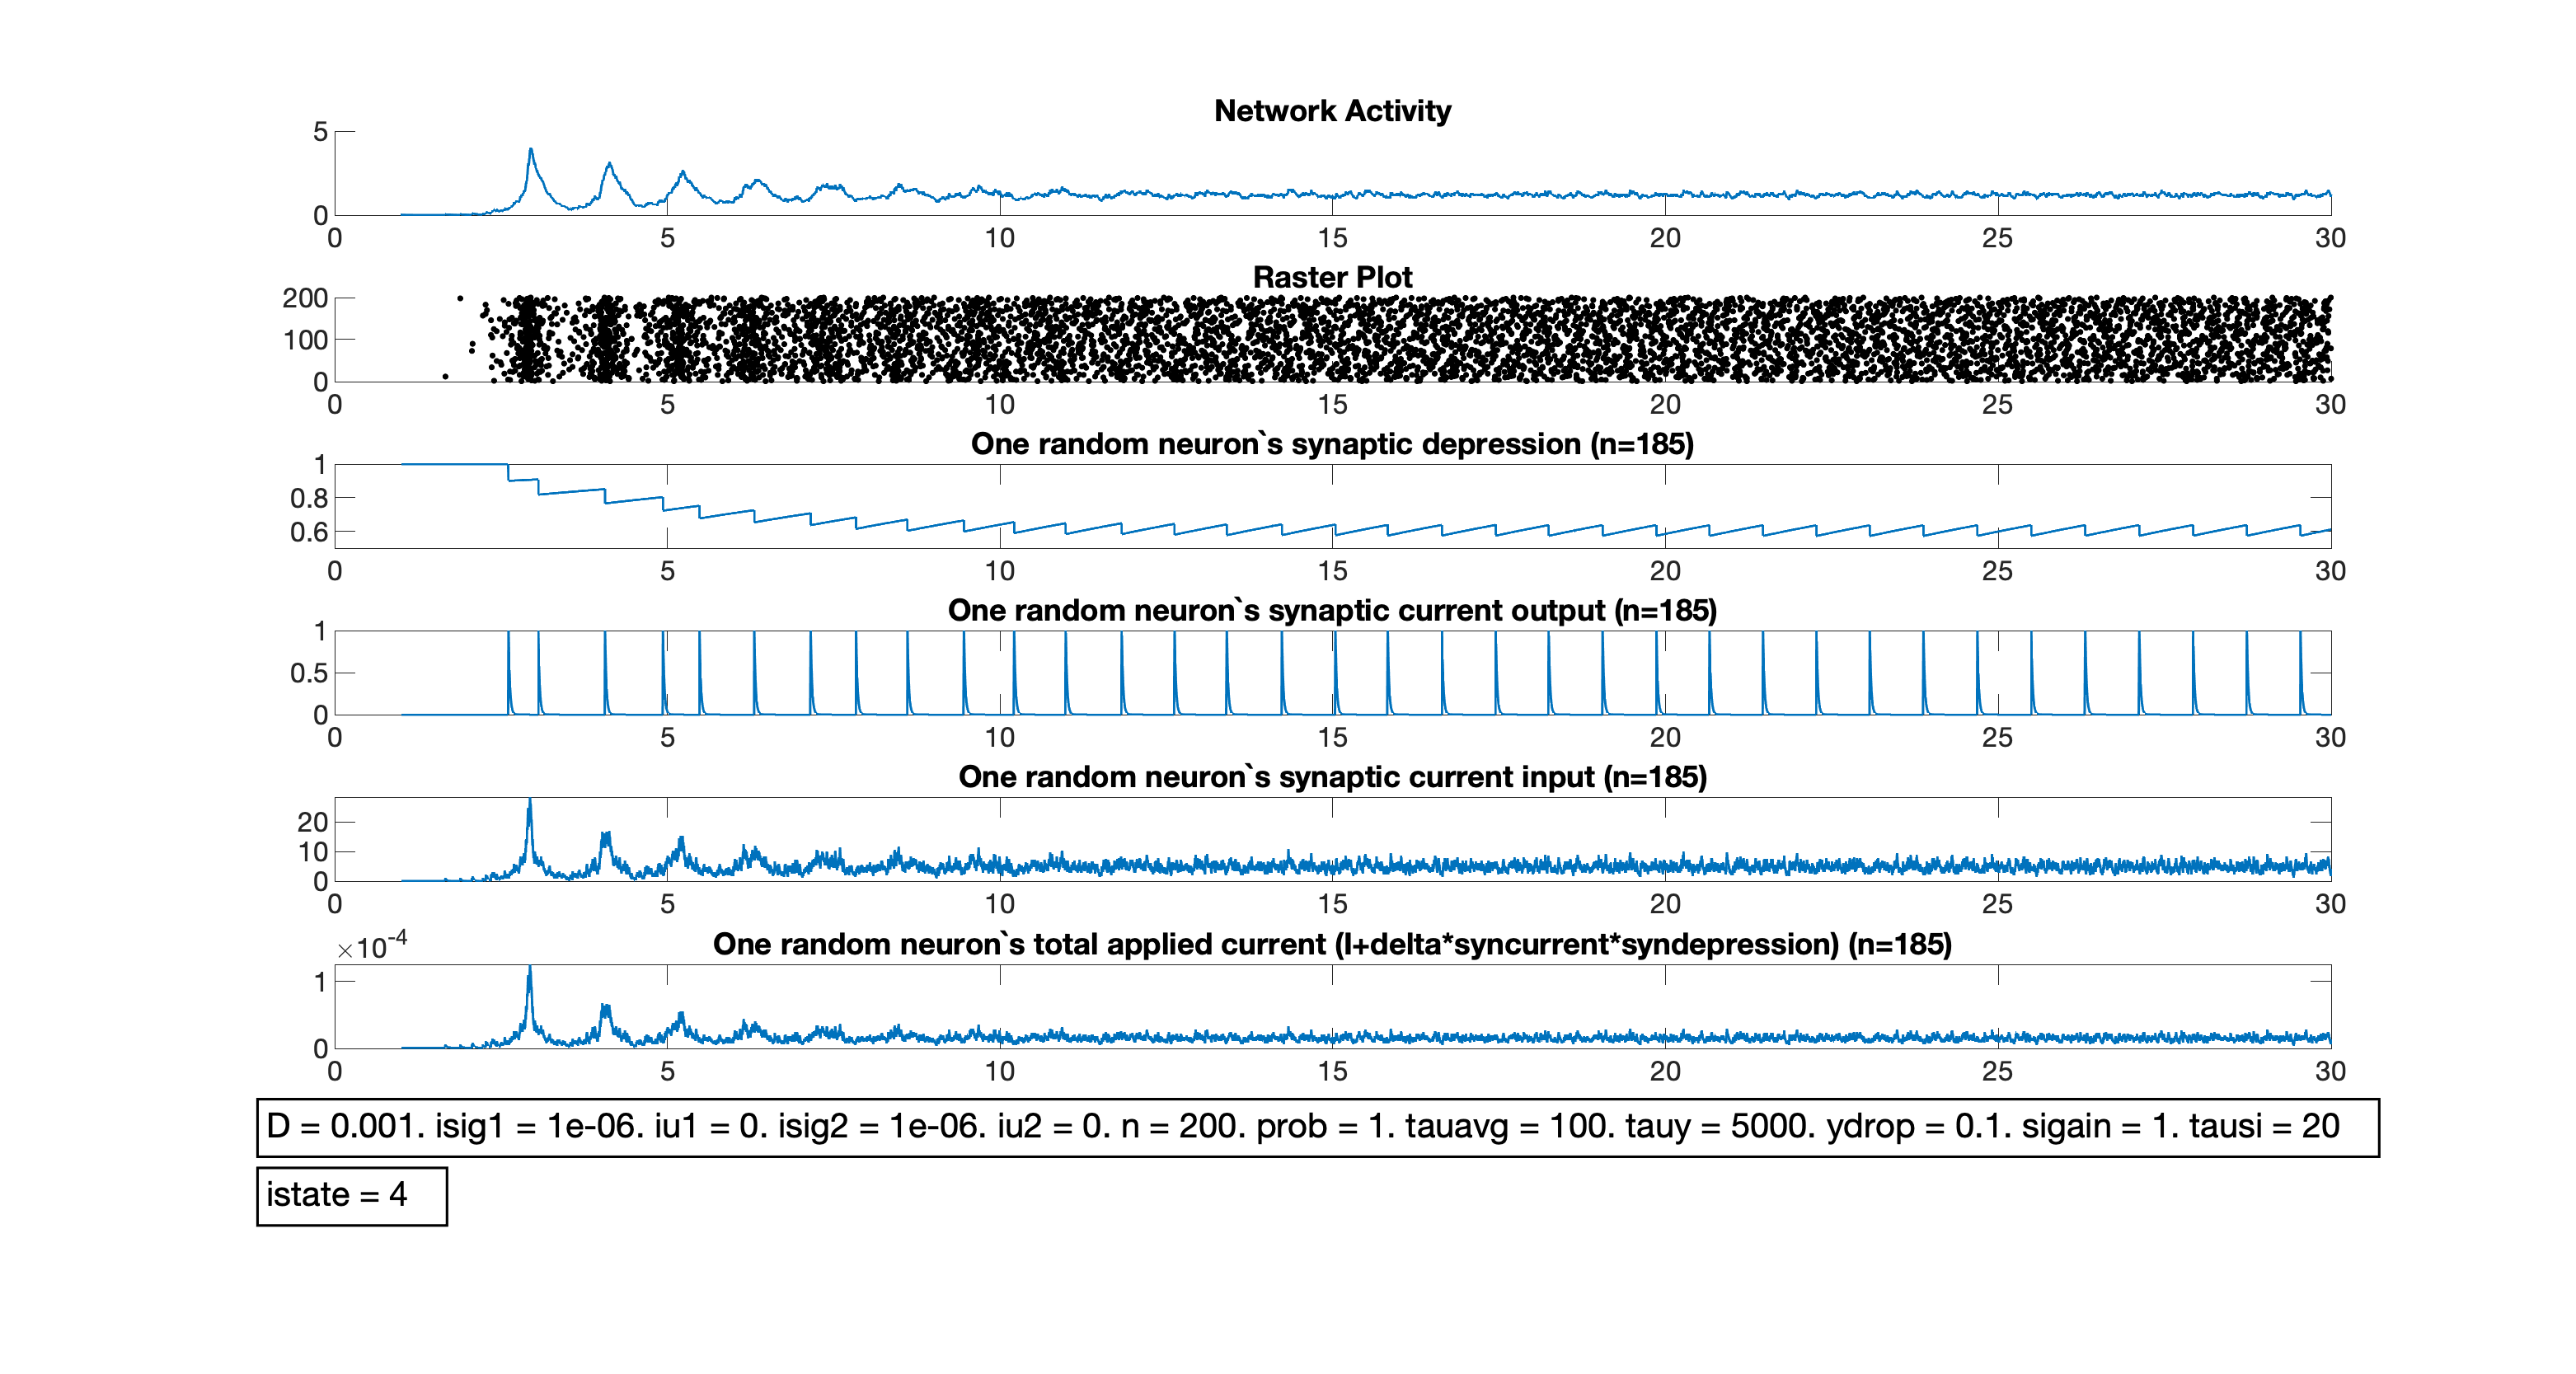 Network Activity
5
0
0 5 10 15 20 25 30
Raster Plot
200
100
0
0 5 10 15 20 25 30
One random neuron`s synaptic depression (n=185)
1
0.8
0.6
0 5 10 15 20 25 30
One random neuron`s synaptic current output (n=185)
1
0.5
0
0 5 10 15 20 25 30
One random neuron`s synaptic current input (n=185)
20
10
0
0 5 10 15 20 25 30
×10⁻⁴ One random neuron`s total applied current (I+delta*syncurrent*syndepression) (n=185)
1
0
0 5 10 15 20 25 30
D = 0.001. isig1 = 1e-06. iu1 = 0. isig2 = 1e-06. iu2 = 0. n = 200. prob = 1. tauavg = 100. tauy = 5000. ydrop = 0.1. sigain = 1. tausi = 20
istate = 4